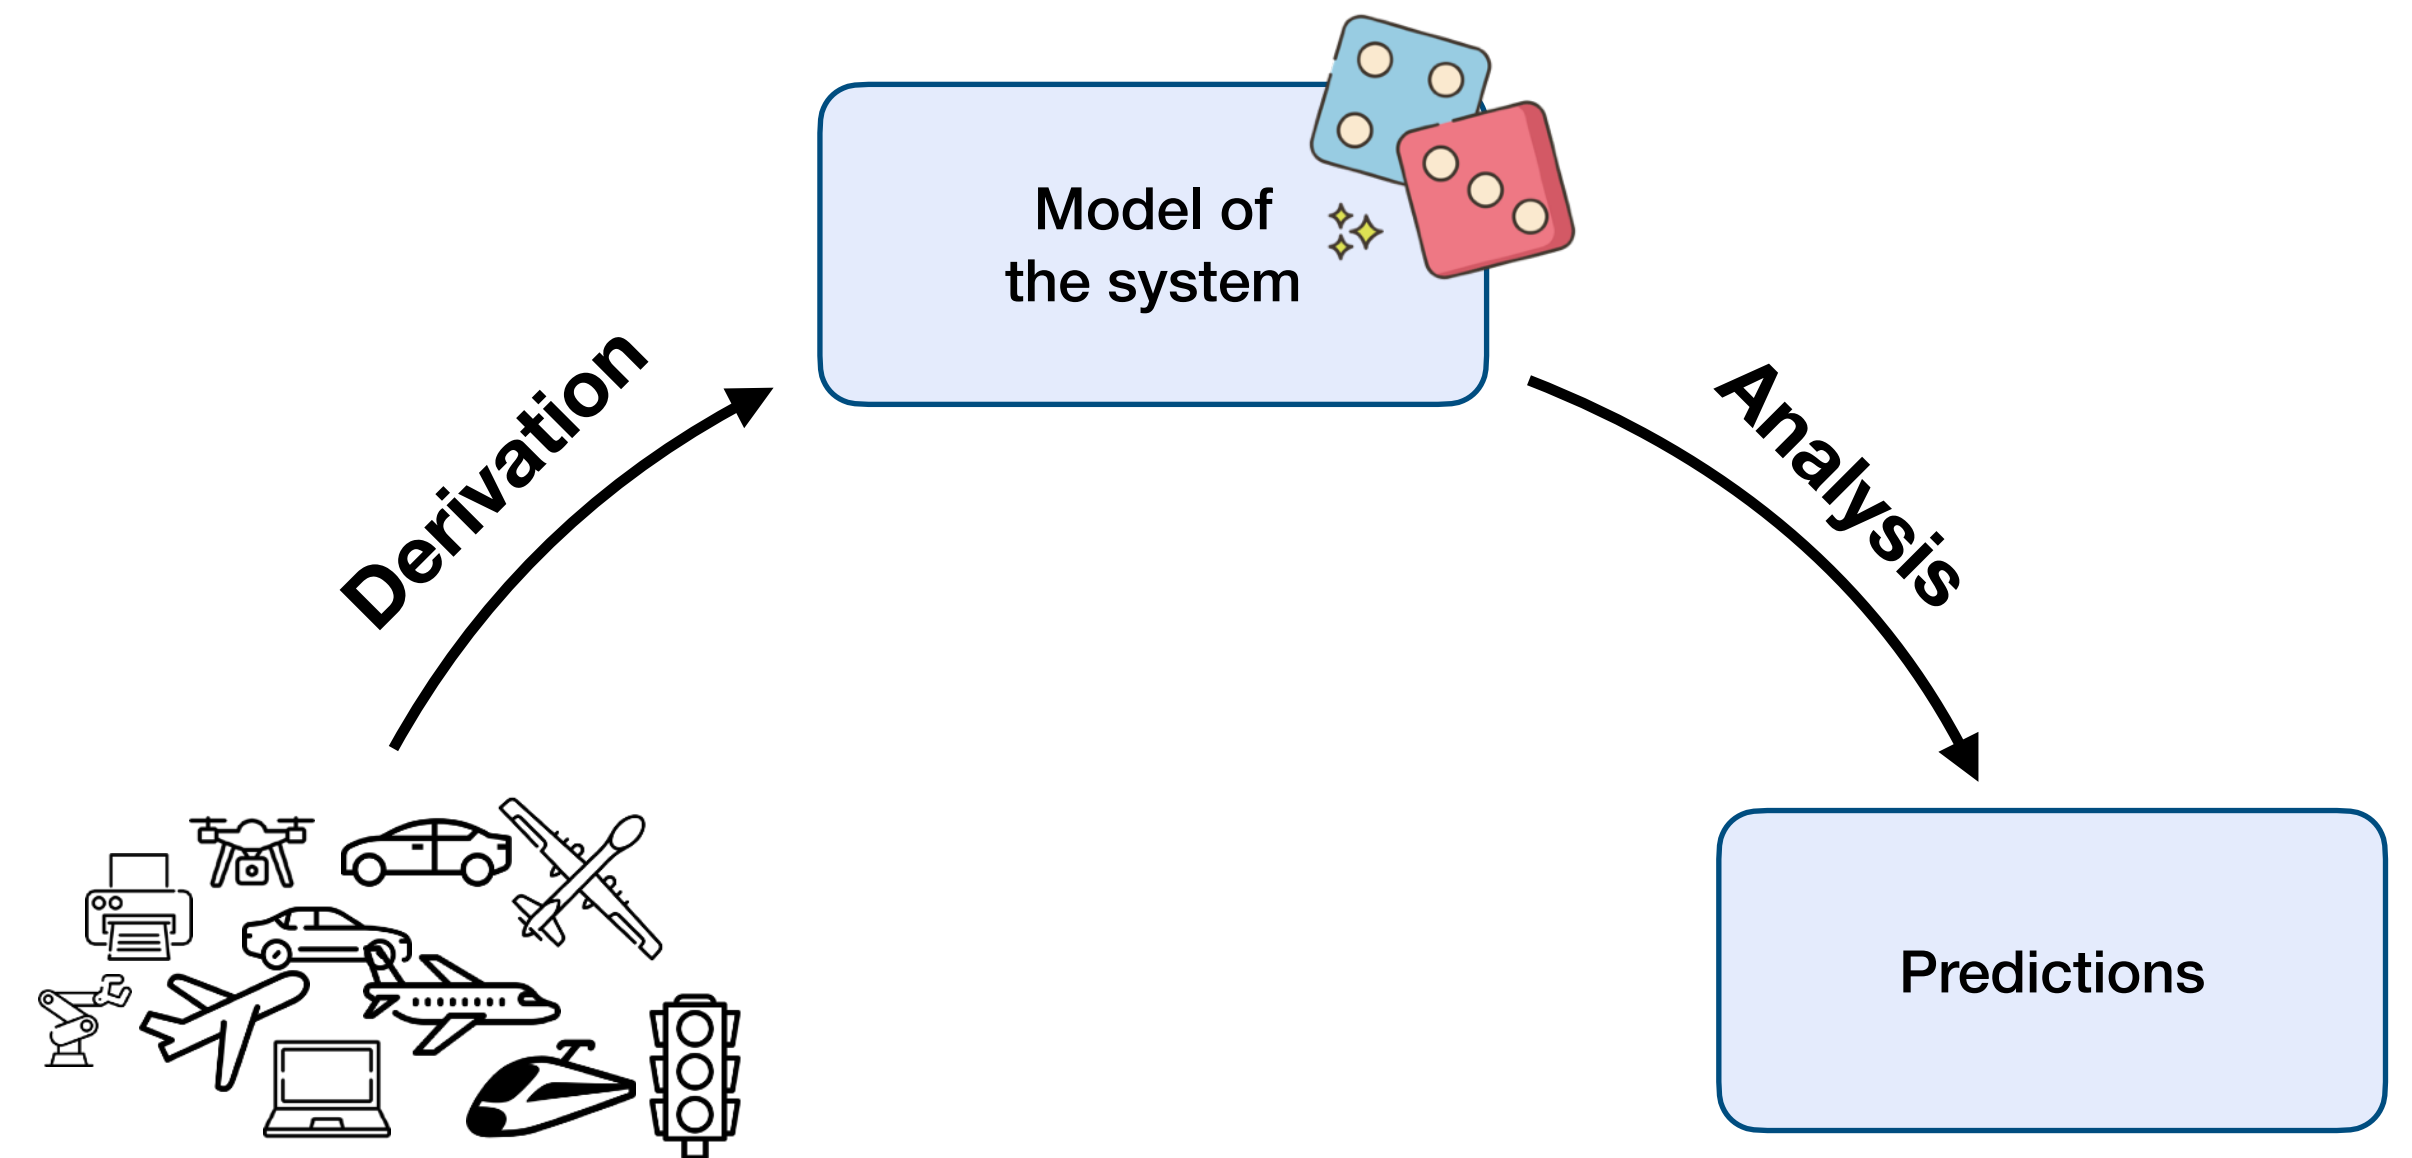 Model of
the system
Derivation
Analysis
Predictions